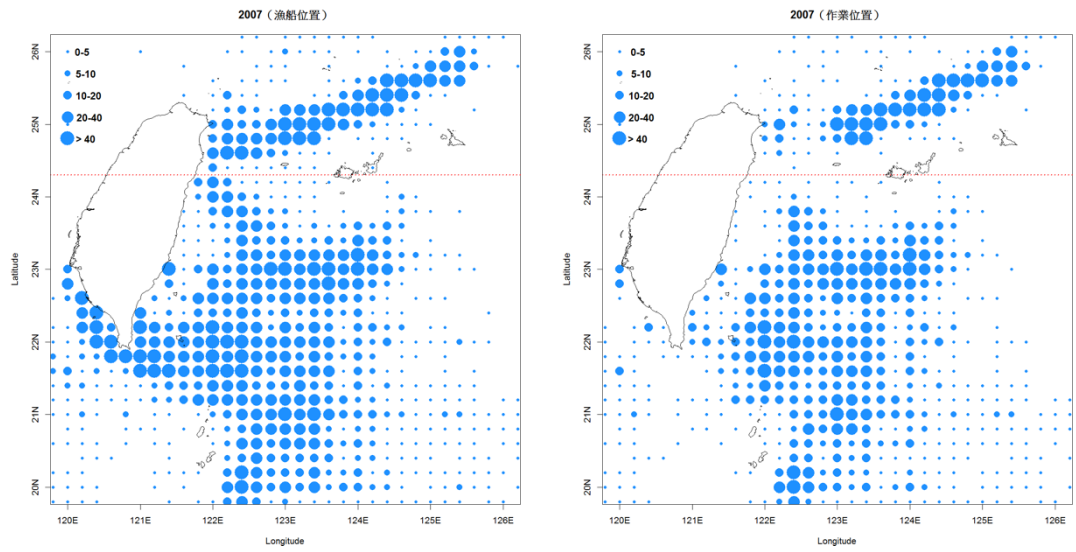 2007（漁船位置）
0-5
5-10
10-20
20-40
> 40
26N
25N
24N
23N
22N
21N
20N
Latitude
120E 121E 122E 123E 124E 125E 126E
Longitude
2007（作業位置）
0-5
5-10
10-20
20-40
> 40
26N
25N
24N
23N
22N
21N
20N
Latitude
120E 121E 122E 123E 124E 125E 126E
Longitude